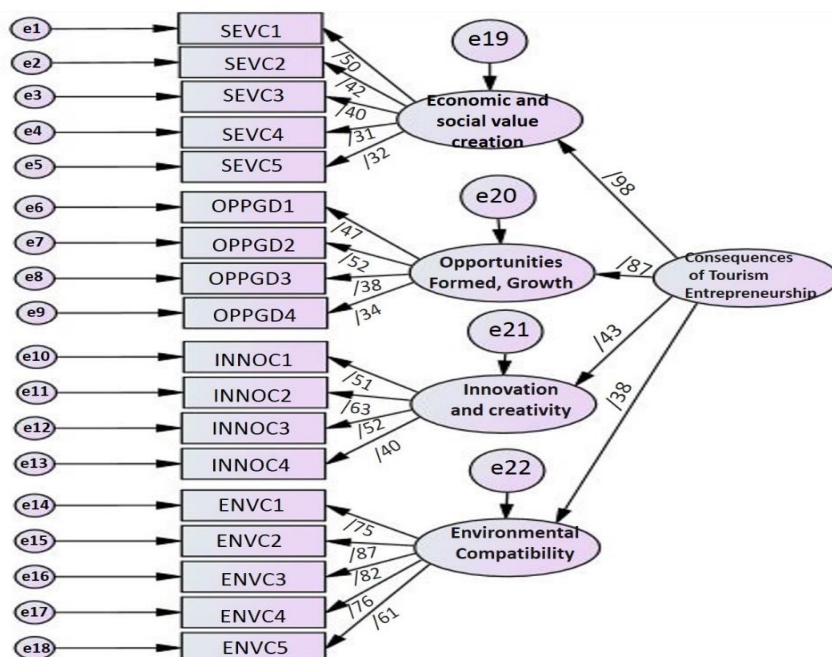 e1
SEVC1
e2
SEVC2
e3
SEVC3
e4
SEVC4
e5
SEVC5
/50
/42
/40
/31
/32
e19
Economic and
social value
creation
/98
e6
OPPGD1
e7
OPPGD2
e8
OPPGD3
e9
OPPGD4
/47
/52
/38
/34
e20
Opportunities
Formed, Growth
/87
Consequences
of Tourism
Entrepreneurship
e10
INNOC1
e11
INNOC2
e12
INNOC3
e13
INNOC4
/51
/63
/52
/40
e21
Innovation
and creativity
/43
e14
ENVC1
e15
ENVC2
e16
ENVC3
e17
ENVC4
e18
ENVC5
/75
/87
/82
/76
/61
e22
Environmental
Compatibility
/38